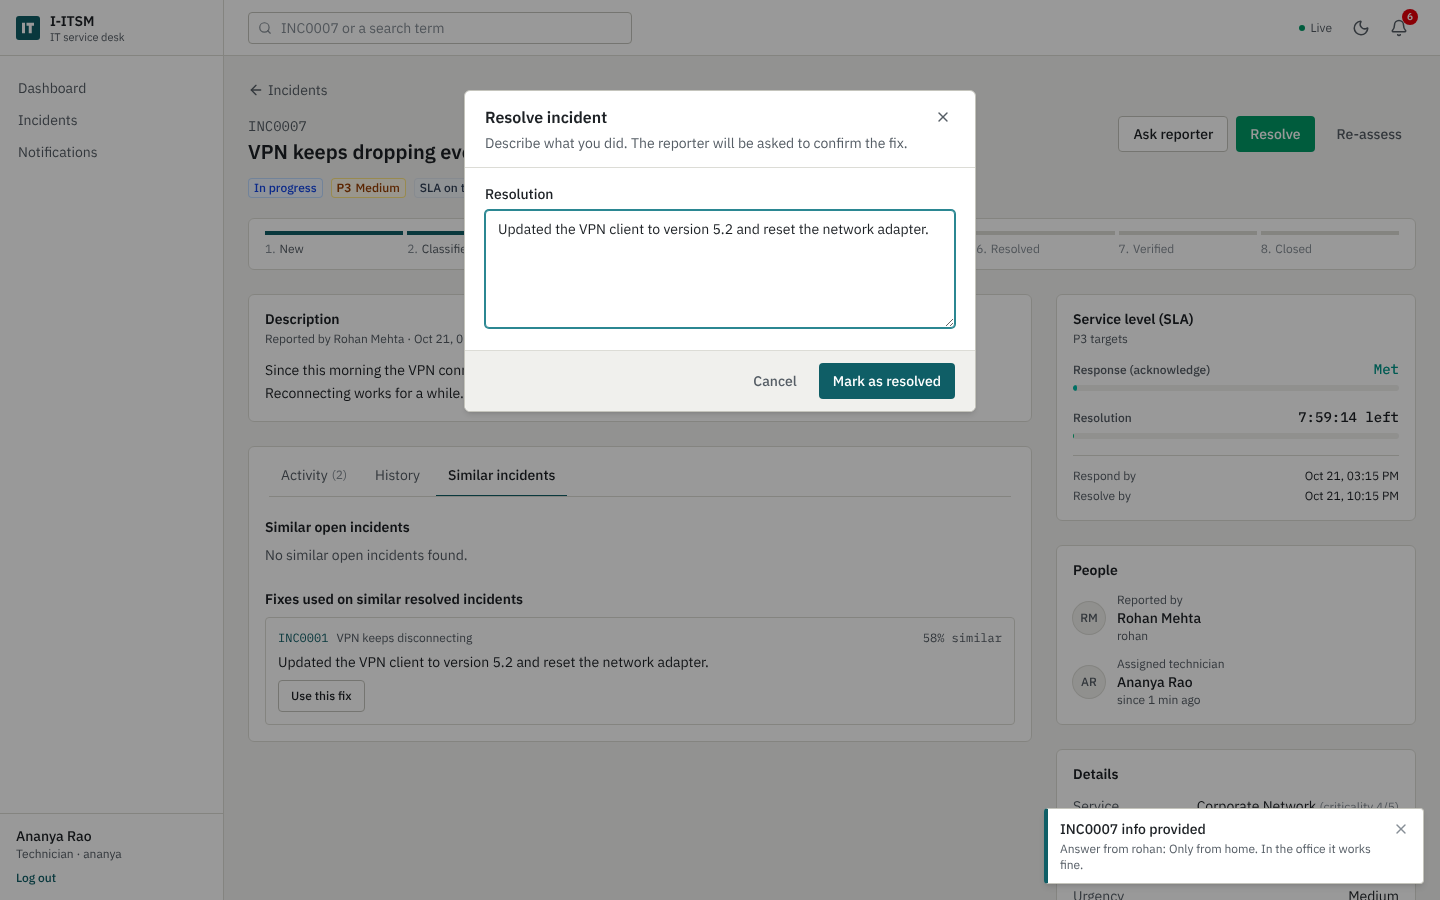 IT
I-ITSM
IT service desk
INC0007 or a search term
Live
6
Dashboard
Incidents
Notifications
Incidents
INC0007
VPN keeps dropping
In progress
P3 Medium
SLA on
Ask reporter
Resolve
Re-assess
1. New
2.
6. Resolved
7. Verified
8. Closed
Resolve incident
Describe what you did. The reporter will be asked to confirm the fix.
Resolution
Updated the VPN client to version 5.2 and reset the network adapter.
Cancel
Mark as resolved
Description
Reported by Rohan Mehta · Oct 21,
Since this morning the VPN
Reconnecting works for a while.
Activity (2)
History
Similar incidents
Similar open incidents
No similar open incidents found.
Fixes used on similar resolved incidents
INC0001 VPN keeps disconnecting
58% similar
Updated the VPN client to version 5.2 and reset the network adapter.
Use this fix
Service level (SLA)
P3 targets
Response (acknowledge)
Met
Resolution
7:59:14 left
Respond by
Oct 21, 03:15 PM
Resolve by
Oct 21, 10:15 PM
People
RM
Reported by
Rohan Mehta
rohan
AR
Assigned technician
Ananya Rao
since 1 min ago
Details
Service
Corporate Network (criticality 4/5)
INC0007 info provided
Answer from rohan: Only from home. In the office it works
fine.
Urgency
Medium
Ananya Rao
Technician · ananya
Log out